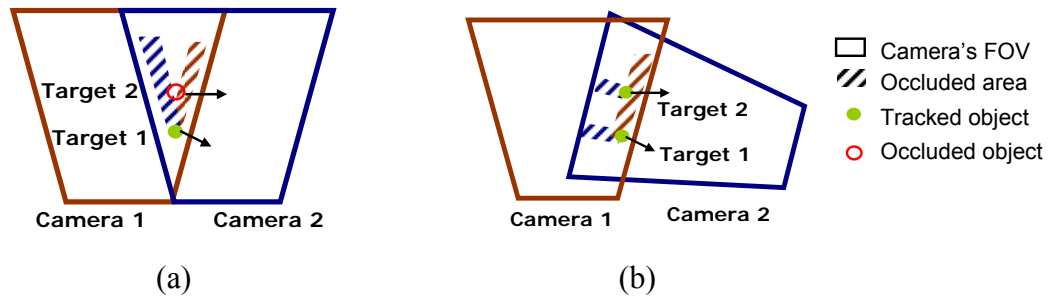 Target 2
Target 1
Camera 1
Camera 2
(a)
Target 2
Target 1
Camera 1
Camera 2
(b)
Camera's FOV
Occluded area
Tracked object
Occluded object